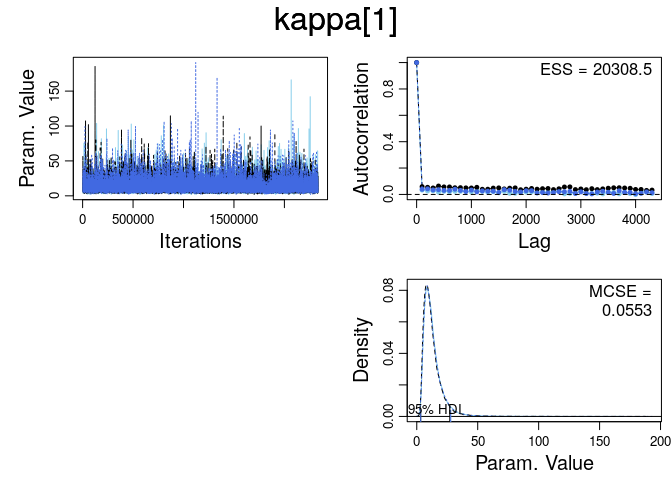 kappa[1]
Param. Value
0 50 100 150
0 500000 1500000
Iterations
Autocorrelation
0.0 0.4 0.8
ESS = 20308.5
0 1000 2000 3000 4000
Lag
Density
0.00 0.04 0.08
MCSE =
0.0553
95% HDI
0 50 100 150 200
Param. Value